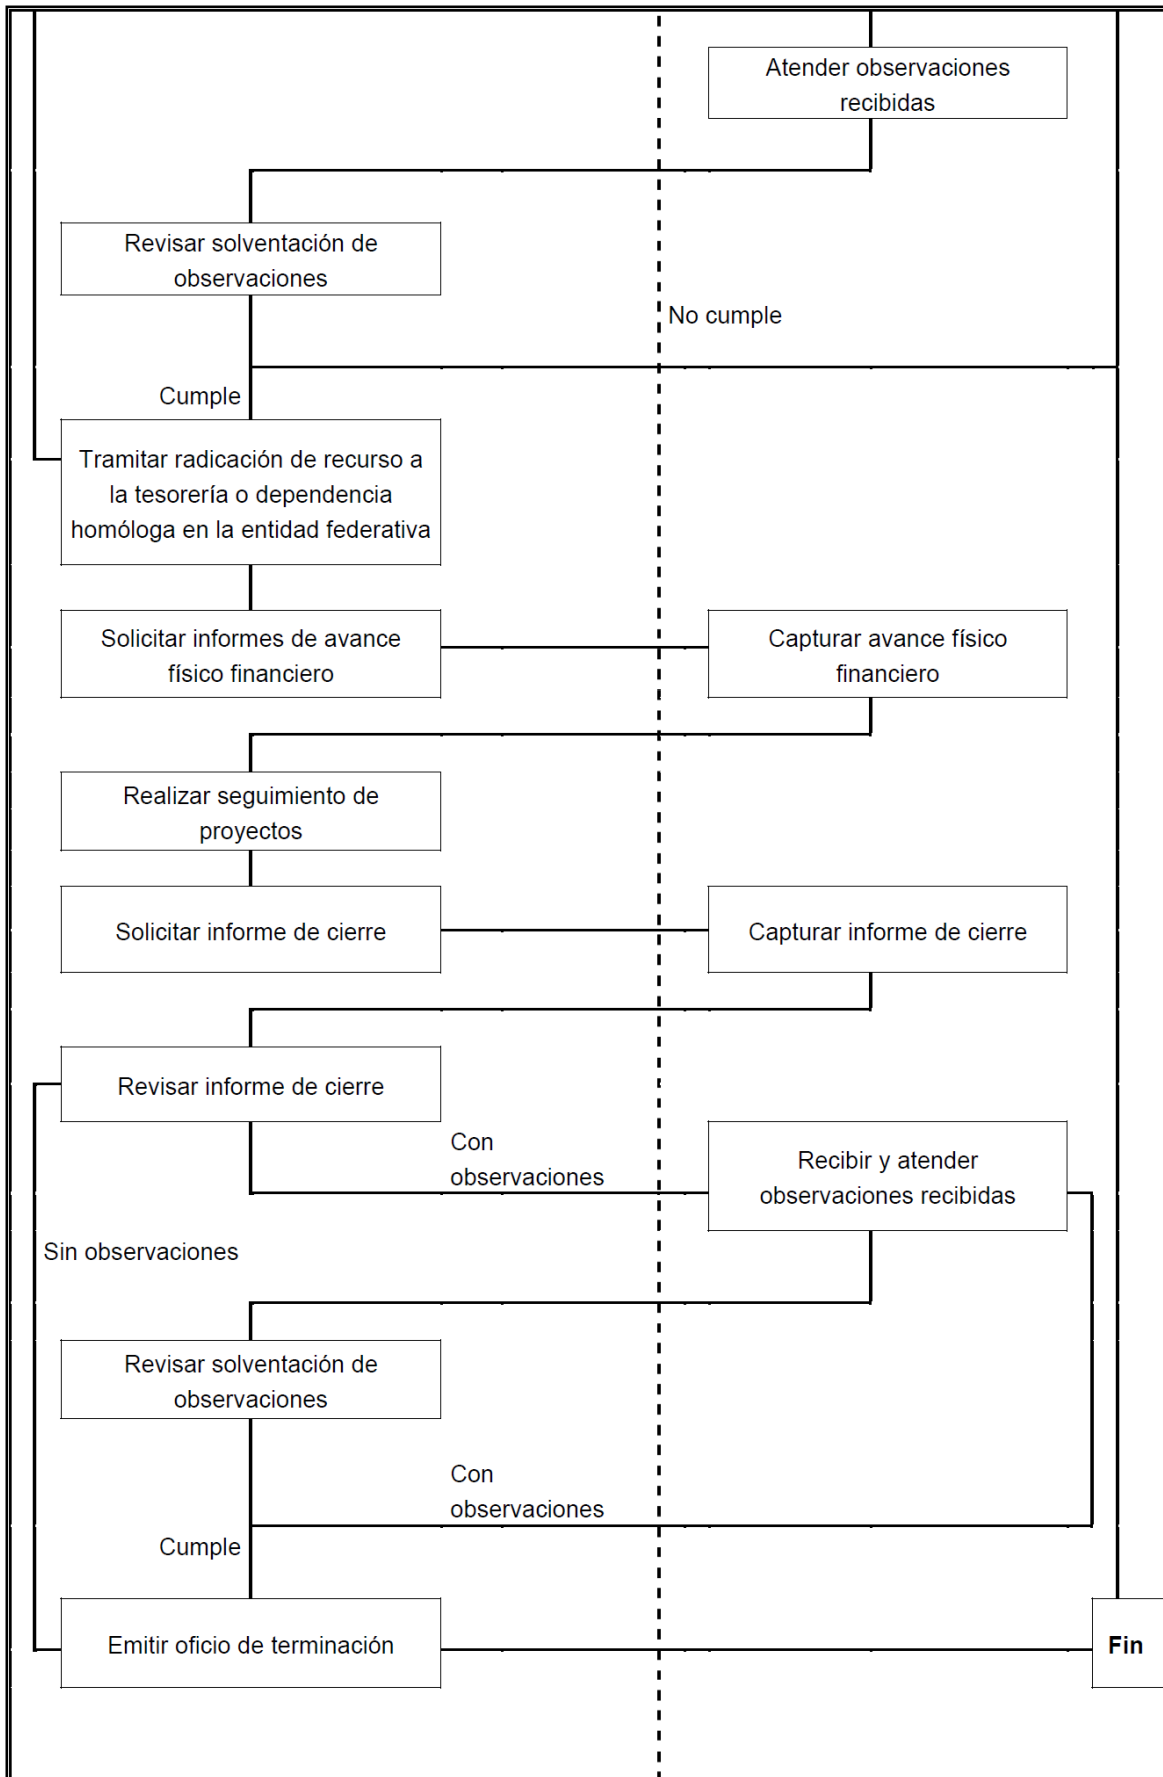 Atender observaciones
recibidas
Revisar solventación de
observaciones
No cumple
Cumple
Tramitar radicación de recurso a
la tesorería o dependencia
homóloga en la entidad federativa
Solicitar informes de avance
físico financiero
Capturar avance físico
financiero
Realizar seguimiento de
proyectos
Solicitar informe de cierre
Capturar informe de cierre
Revisar informe de cierre
Con
observaciones
Recibir y atender
observaciones recibidas
Sin observaciones
Revisar solventación de
observaciones
Con
observaciones
Cumple
Emitir oficio de terminación
Fin